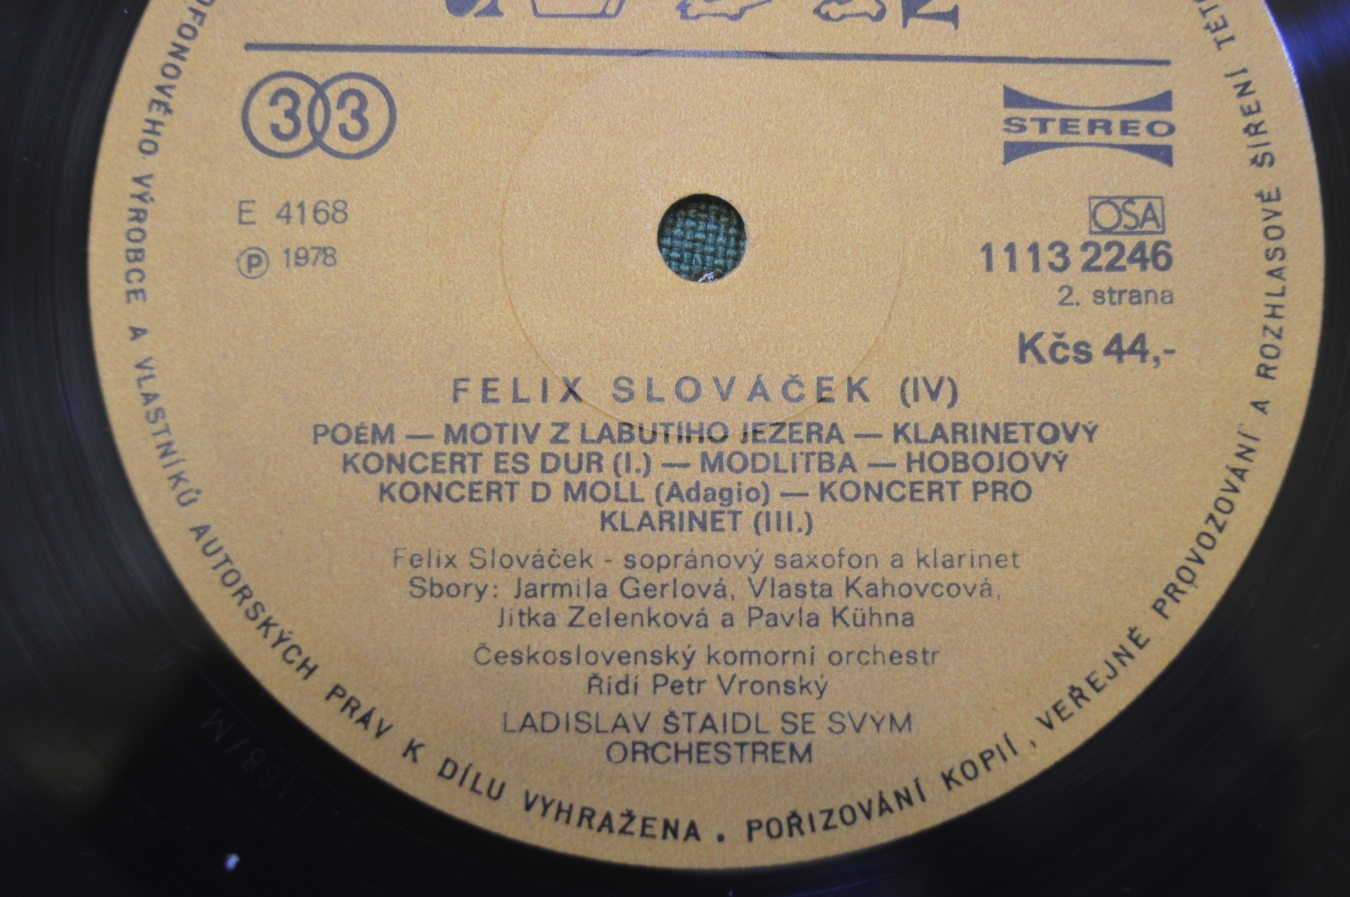 33
STEREO
E 4168
Ⓟ 1978
OSA
1113 2246
2. strana
Kčs 44,-
FELIX SLOVÁČEK (IV)
POÉM — MOTIV Z LABUTIHO JEZERA — KLARINETOVÝ
KONCERT ES DUR (I.) — MODLITBA — HOBOJOVÝ
KONCERT D MOLL (Adagio) — KONCERT PRO
KLARINET (III.)
Felix Slováček - sopránový saxofon a klarinet
Sbory: Jarmila Gerlová, Vlasta Kahovcová,
Jitka Zelenková a Pavla Kühna
Československý komorní orchestr
Řídí Petr Vronský
LADISLAV ŠTAIDL SE SVÝM
ORCHESTREM
VÝROBCE A VLASTNÍKŮ AUTORSKÝCH PRÁV K DÍLU VYHRAŽENA . POŘIZOVÁNÍ KOPIÍ, VEŘEJNÉ PROVOZOVÁNÍ A ROZHLASOVÉ ŠÍŘENÍ